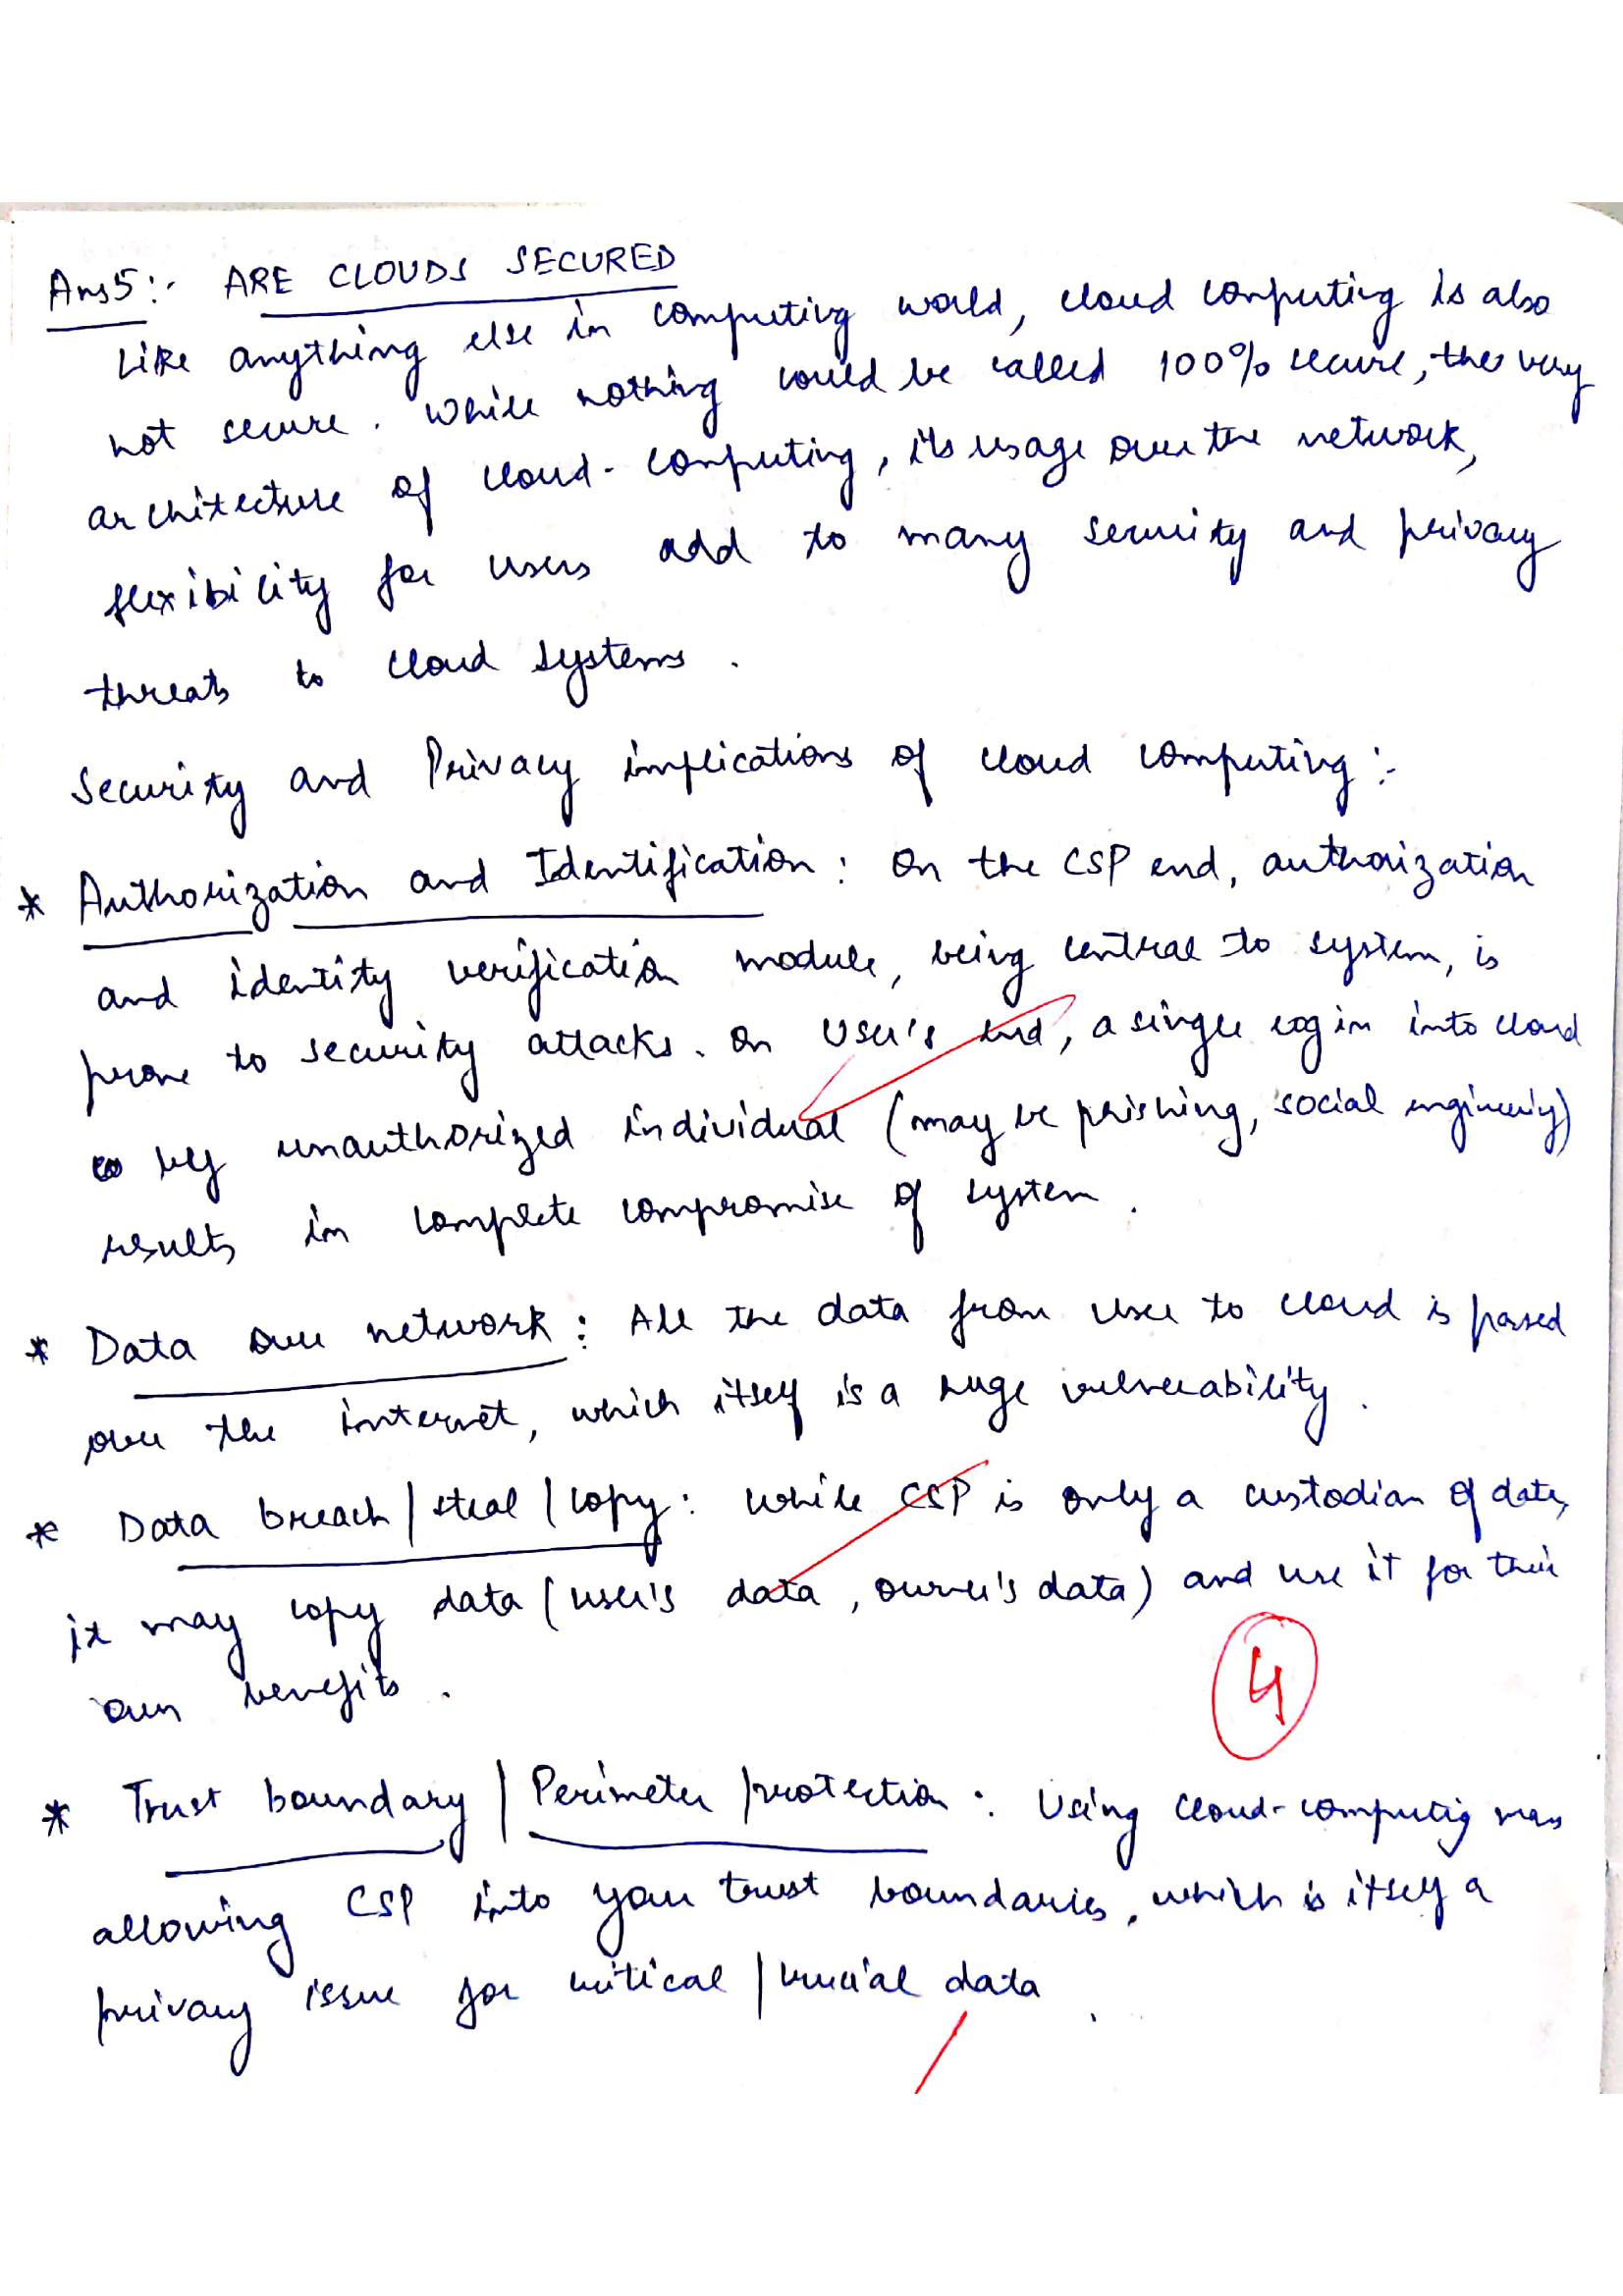 Ans5:- ARE CLOUDS SECURED
Like anything else in computing world, cloud computing is also
not secure. While nothing could be called 100% secure, the very
architecture of cloud-computing, its usage over the network,
flexibility for users add to many security and privacy
threats to cloud systems.
Security and Privacy implications of cloud computing:-
* Authorization and Identification: On the CSP end, authorization
and identity verification module, being central to system, is
prone to security attacks. On User's end, a single log in into cloud
by unauthorized individual (may be phishing, social engineering)
results in complete compromise of system.
* Data over network: All the data from user to cloud is passed
over the internet, which itself is a huge vulnerability.
* Data breach/steal/copy: While CSP is only a custodian of data,
it may copy data (user's data, owner's data) and use it for their
own benefits.
4
* Trust boundary/Perimeter protection: Using cloud-computing
allowing CSP into your trust boundaries, which is itself a
privacy issue for critical/crucial data.